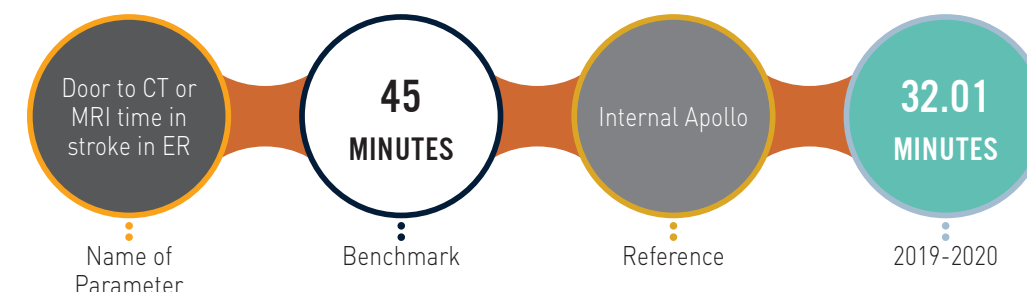 Door to CT or
MRI time in
stroke in ER
45
MINUTES
Internal Apollo
32.01
MINUTES
Name of
Parameter
Benchmark
Reference
2019-2020